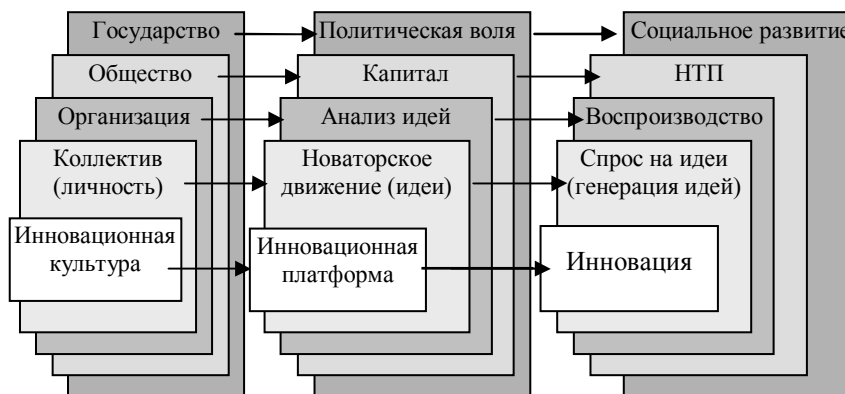 Государство
Политическая воля
Социальное развитие
Общество
Капитал
НТП
Организация
Анализ идей
Воспроизводство
Коллектив
(личность)
Новаторское
движение (идеи)
Спрос на идеи
(генерация идей)
Инновационная
культура
Инновационная
платформа
Инновация